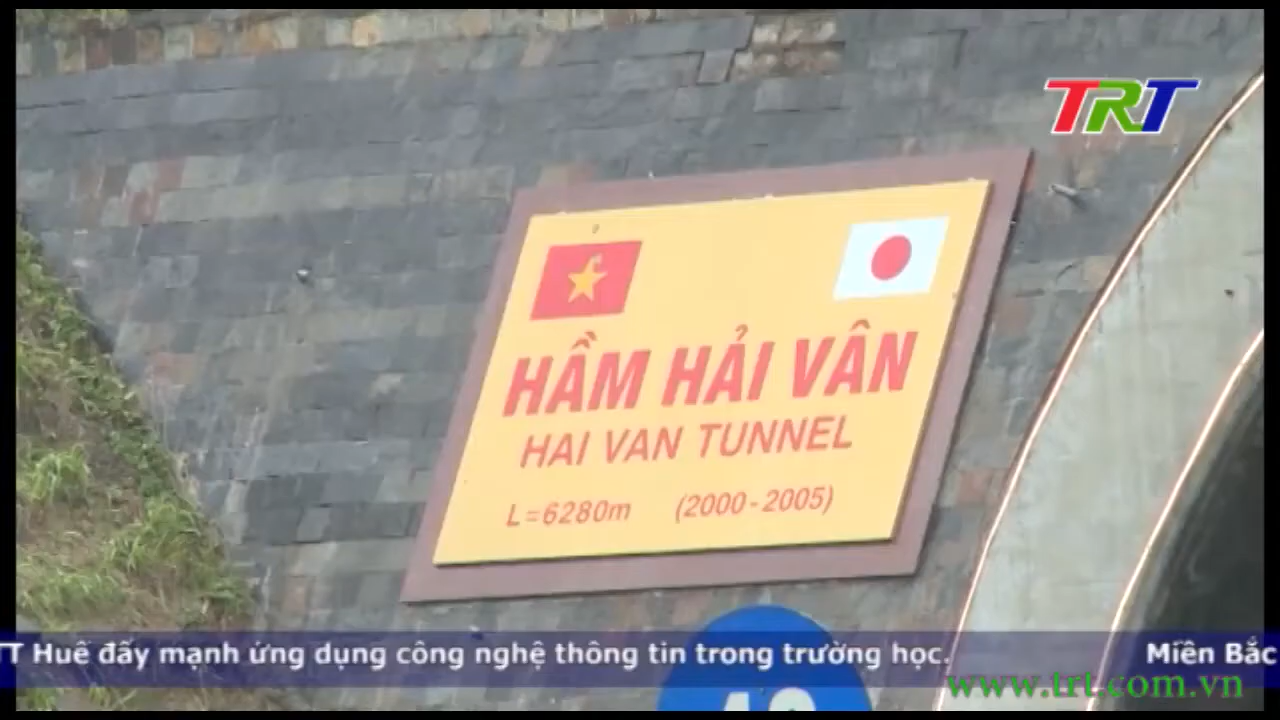 TRT
HẦM HẢI VÂN
HAI VAN TUNNEL
L=6280m (2000-2005)
TT Huế đẩy mạnh ứng dụng công nghệ thông tin trong trường học. Miền Bắc
www.trt.com.vn